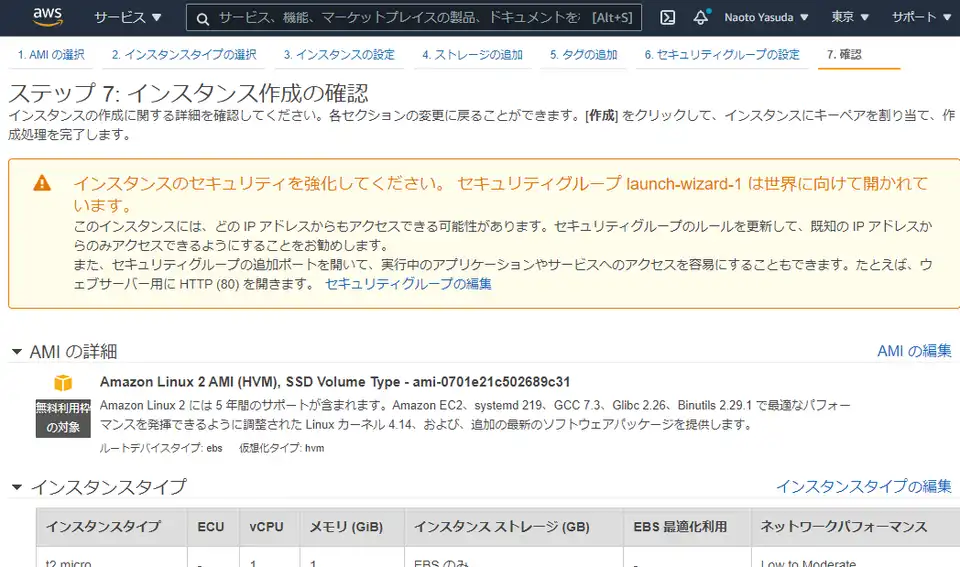 aws サービス ▼ サービス、機能、マーケットプレイスの製品、ドキュメントを [Alt+S] Naoto Yasuda ▼ 東京 ▼ サポート ▼
1. AMI の選択 2. インスタンスタイプの選択 3. インスタンスの設定 4. ストレージの追加 5. タグの追加 6. セキュリティグループの設定 7. 確認
ステップ 7: インスタンス作成の確認
インスタンスの作成に関する詳細を確認してください。各セクションの変更に戻ることができます。[作成] をクリックして、インスタンスにキーペアを割り当て、作
成処理を完了します。
インスタンスのセキュリティを強化してください。 セキュリティグループ launch-wizard-1 は世界に向けて開かれて
います。
このインスタンスには、どの IP アドレスからもアクセスできる可能性があります。セキュリティグループのルールを更新して、既知の IP アドレスか
らのみアクセスできるようにすることをお勧めします。
また、セキュリティグループの追加ポートを開いて、実行中のアプリケーションやサービスへのアクセスを容易にすることもできます。たとえば、ウ
ェブサーバー用に HTTP (80) を開きます。 セキュリティグループの編集
AMI の詳細 AMI の編集
Amazon Linux 2 AMI (HVM), SSD Volume Type - ami-0701e21c502689c31
無料利用枠
の対象
Amazon Linux 2 には 5 年間のサポートが含まれます。Amazon EC2、systemd 219、GCC 7.3、Glibc 2.26、Binutils 2.29.1 で最適なパフォー
マンスを発揮できるように調整された Linux カーネル 4.14、および、追加の最新のソフトウェアパッケージを提供します。
ルートデバイスタイプ: ebs 仮想化タイプ: hvm
インスタンスタイプ インスタンスタイプの編集
インスタンスタイプ ECU vCPU メモリ (GiB) インスタンス ストレージ (GB) EBS 最適化利用 ネットワークパフォーマンス
t2.micro - 1 1 EBS のみ - Low to Moderate